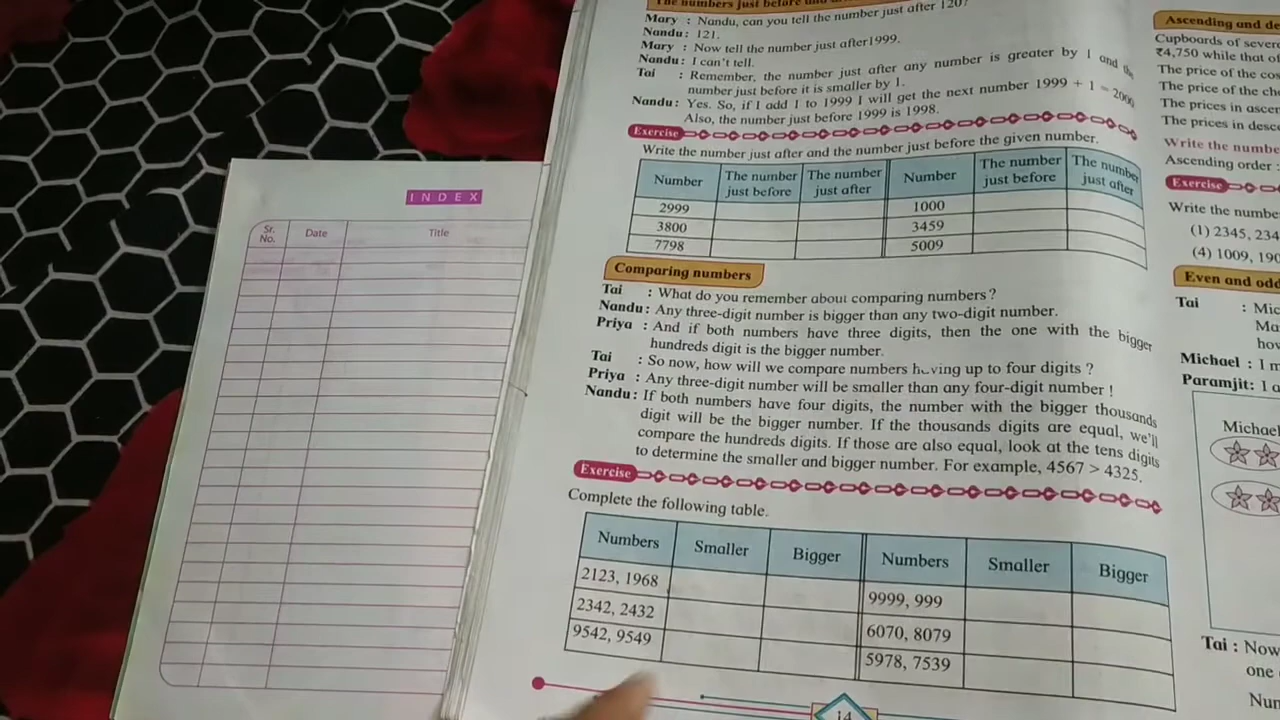 INDEX
Sr. No. Date Title
The numbers just before and
Mary : Nandu, can you tell the number just after 120?
Nandu : 121.
Mary : Now tell the number just after1999.
Nandu : I can't tell.
Tai : Remember, the number just after any number is greater by 1 and the
number just before it is smaller by 1.
Nandu : Yes. So, if I add 1 to 1999 I will get the next number 1999 + 1 = 2000
Also, the number just before 1999 is 1998.
Exercise
Write the number just after and the number just before the given number.
Number The number just before The number just after Number The number just before The number just after
2999 1000
3800 3459
7798 5009
Comparing numbers
Tai : What do you remember about comparing numbers ?
Nandu : Any three-digit number is bigger than any two-digit number.
Priya : And if both numbers have three digits, then the one with the bigger
hundreds digit is the bigger number.
Tai : So now, how will we compare numbers having up to four digits ?
Priya : Any three-digit number will be smaller than any four-digit number !
Nandu : If both numbers have four digits, the number with the bigger thousands
digit will be the bigger number. If the thousands digits are equal, we'll
compare the hundreds digits. If those are also equal, look at the tens digits
to determine the smaller and bigger number. For example, 4567 > 4325.
Exercise
Complete the following table.
Numbers Smaller Bigger Numbers Smaller Bigger
2123, 1968 9999, 999
2342, 2432 6070, 8079
9542, 9549 5978, 7539
14
Ascending and de
Cupboards of severa
₹4,750 while that of
The price of the
The price of the
The prices in ascen
The prices in desc
Write the numbe
Ascending order :
Exercise
Write the numbe
(1) 2345, 234
(4) 1009, 190
Even and odd
Tai : Mic
Ma
how
Michael : I m
Paramjit: I a
Michael
Tai : Now
one
Nun